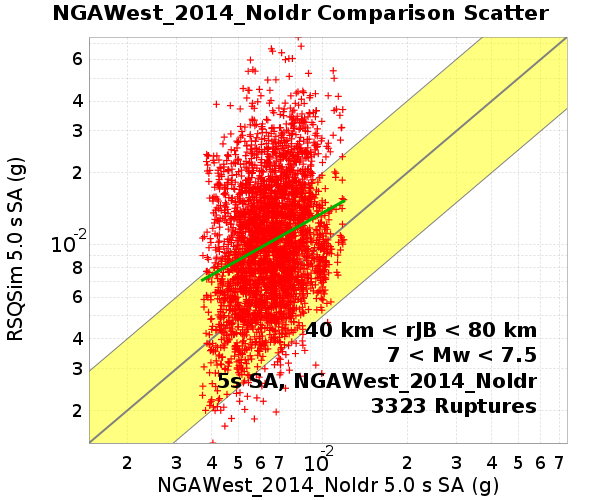 NGAWest_2014_NoIdr Comparison Scatter
RSQSim 5.0 s SA (g)
6
4
3
2
10-2
8
6
4
3
2
40 km < rJB < 80 km
7 < Mw < 7.5
5s SA, NGAWest_2014_NoIdr
3323 Ruptures
2 3 4 5 6 7 10-2 2 3 4 5 6 7
NGAWest_2014_NoIdr 5.0 s SA (g)